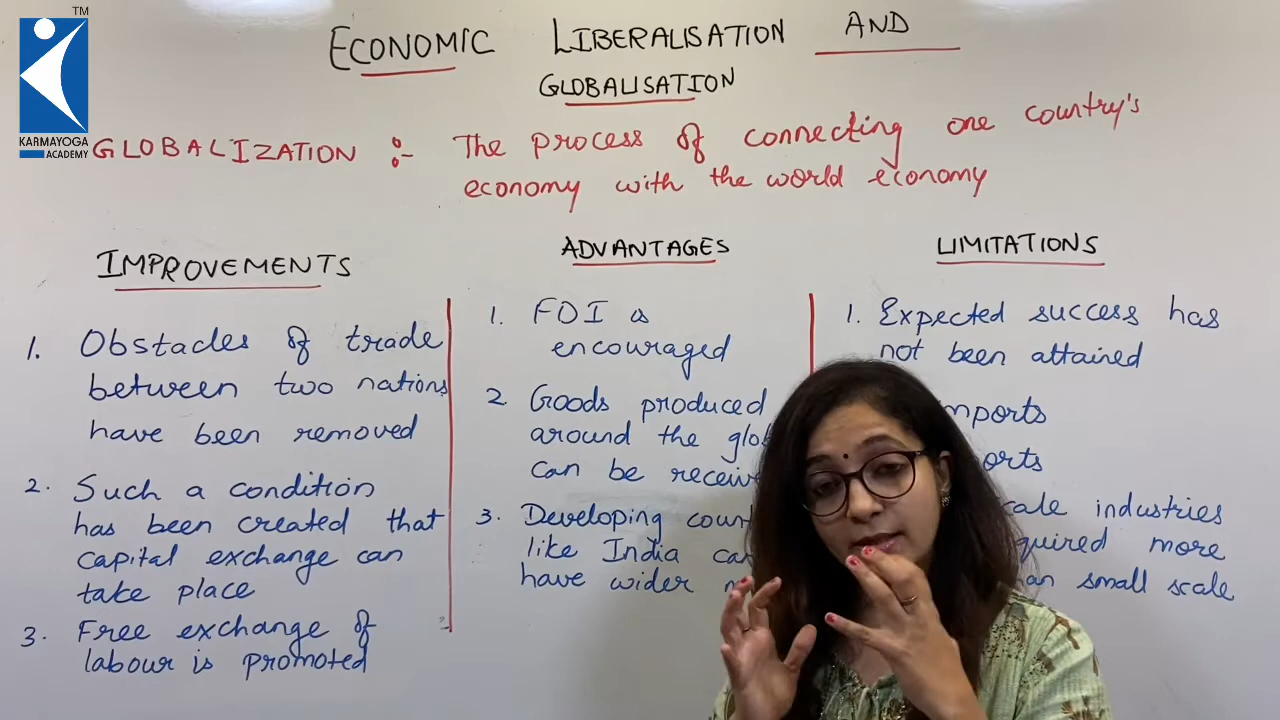 TM
KARMAYOGA
ACADEMY
ECONOMIC LIBERALISATION AND
GLOBALISATION
GLOBALIZATION :- The process of connecting one country's
economy with the world economy
IMPROVEMENTS
1. Obstacles of trade
between two nations
have been removed
2. Such a condition
has been created that
capital exchange can
take place
3. Free exchange of
labour is promoted
ADVANTAGES
1. FDI is
encouraged
2 Goods produced
around the
can be
3. Developing
like India
have wider
LIMITATIONS
1. Expected success has
not been attained
industries
more
small scale